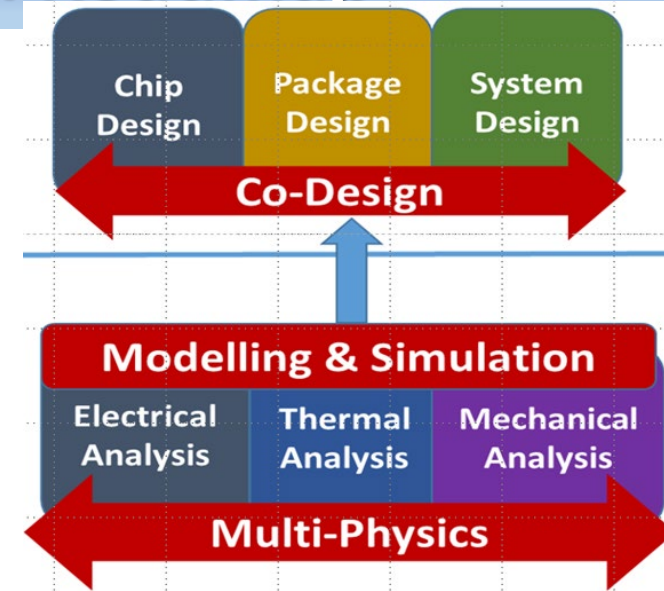 Chip
Design
Package
Design
System
Design
Co-Design
Modelling & Simulation
Electrical
Analysis
Thermal
Analysis
Mechanical
Analysis
Multi-Physics